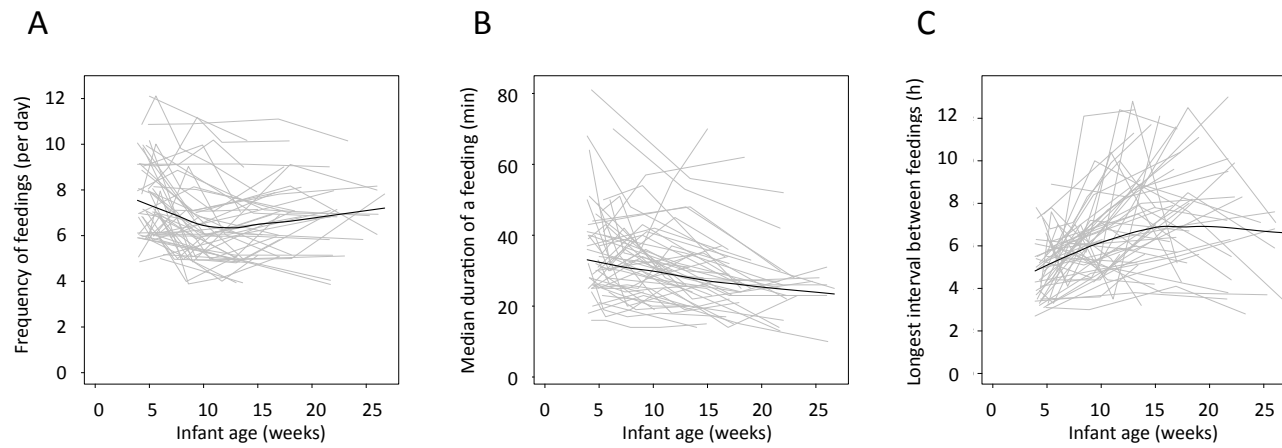 A
Frequency of feedings (per day)
12
10
8
6
4
2
0
0 5 10 15 20 25
Infant age (weeks)
B
Median duration of a feeding (min)
80
60
40
20
0
0 5 10 15 20 25
Infant age (weeks)
C
Longest interval between feedings (h)
12
10
8
6
4
2
0
0 5 10 15 20 25
Infant age (weeks)